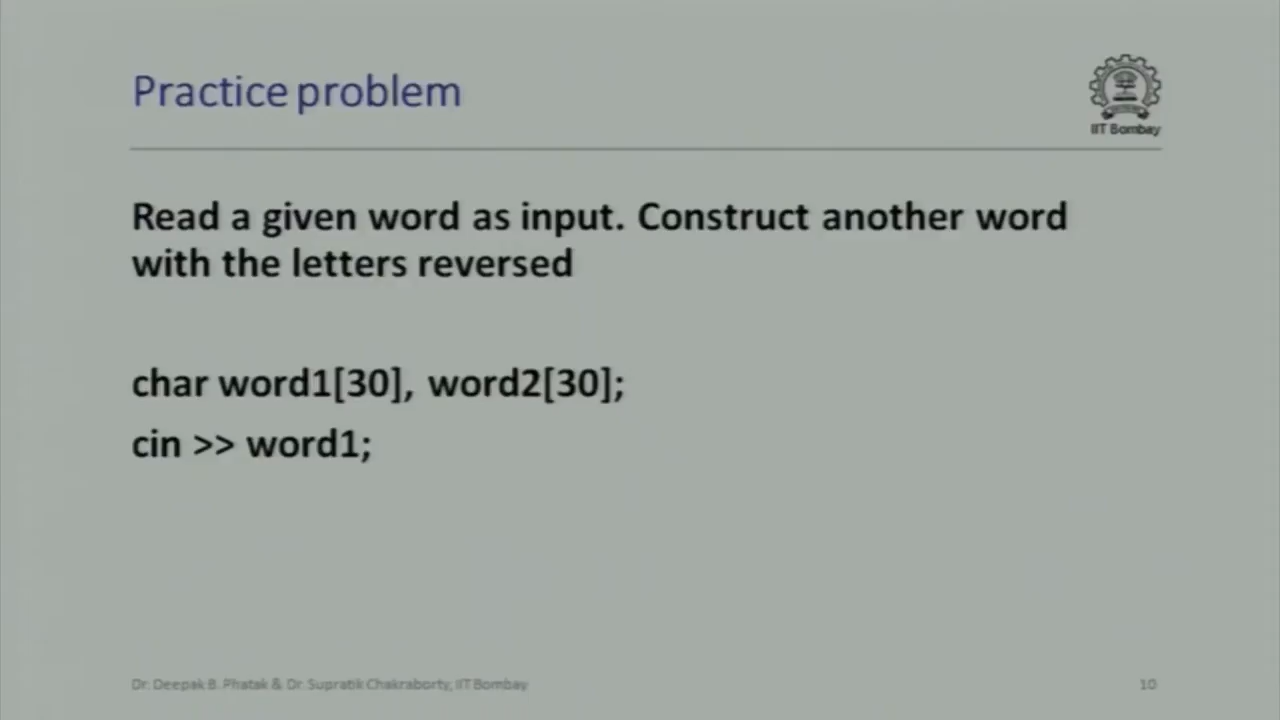 Practice problem
IIT Bombay
Read a given word as input. Construct another word
with the letters reversed
char word1[30], word2[30];
cin >> word1;
Dr. Deepak B. Phatak & Dr. Supratik Chakraborty, IIT Bombay
10